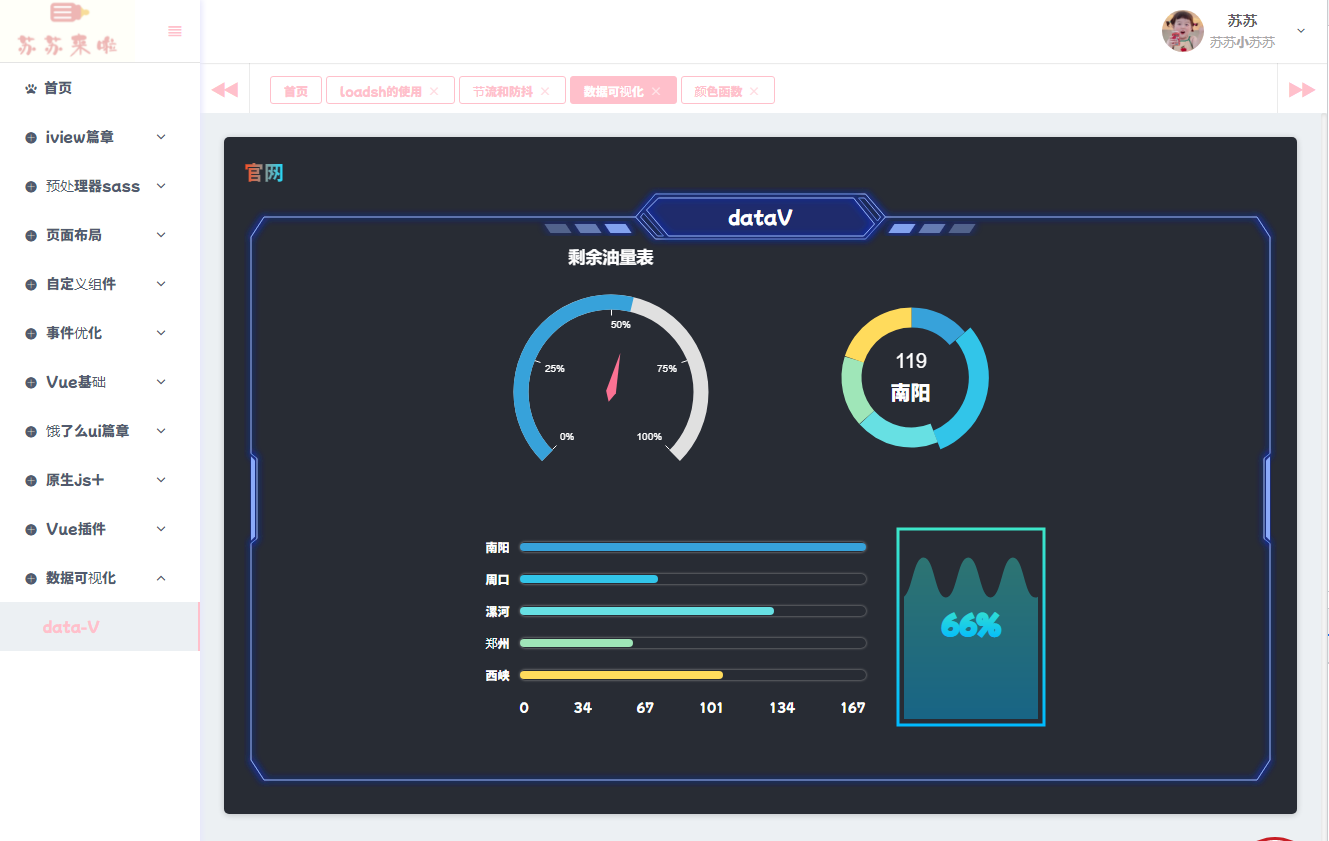 苏苏来啦
苏苏
苏苏小苏苏
首页
iview篇章
预处理器sass
页面布局
自定义组件
事件优化
Vue基础
饿了么ui篇章
原生js+
Vue插件
数据可视化
data-V
首页 loadsh的使用 × 节流和防抖 × 数据可视化 × 颜色函数 ×
官网
dataV
剩余油量表
0%
25%
50%
75%
100%
119
南阳
南阳
周口
漯河
郑州
西峡
0 34 67 101 134 167
66%